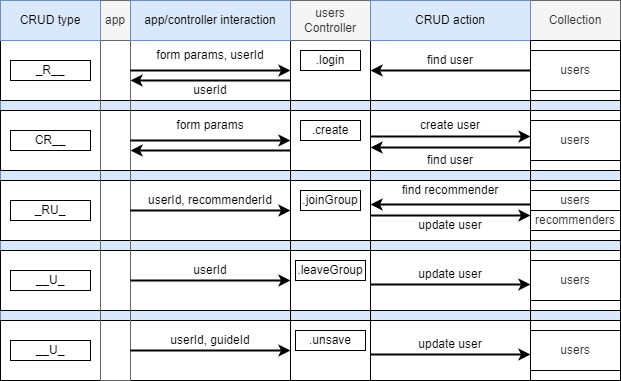 CRUD type
app
app/controller interaction
users
Controller
CRUD action
Collection
_R__
form params, userId
userId
.login
find user
users
CR__
form params
.create
create user
find user
users
_RU_
userId, recommenderId
.joinGroup
find recommender
update user
users
recommenders
__U_
userId
.leaveGroup
update user
users
__U_
userId, guideId
.unsave
update user
users